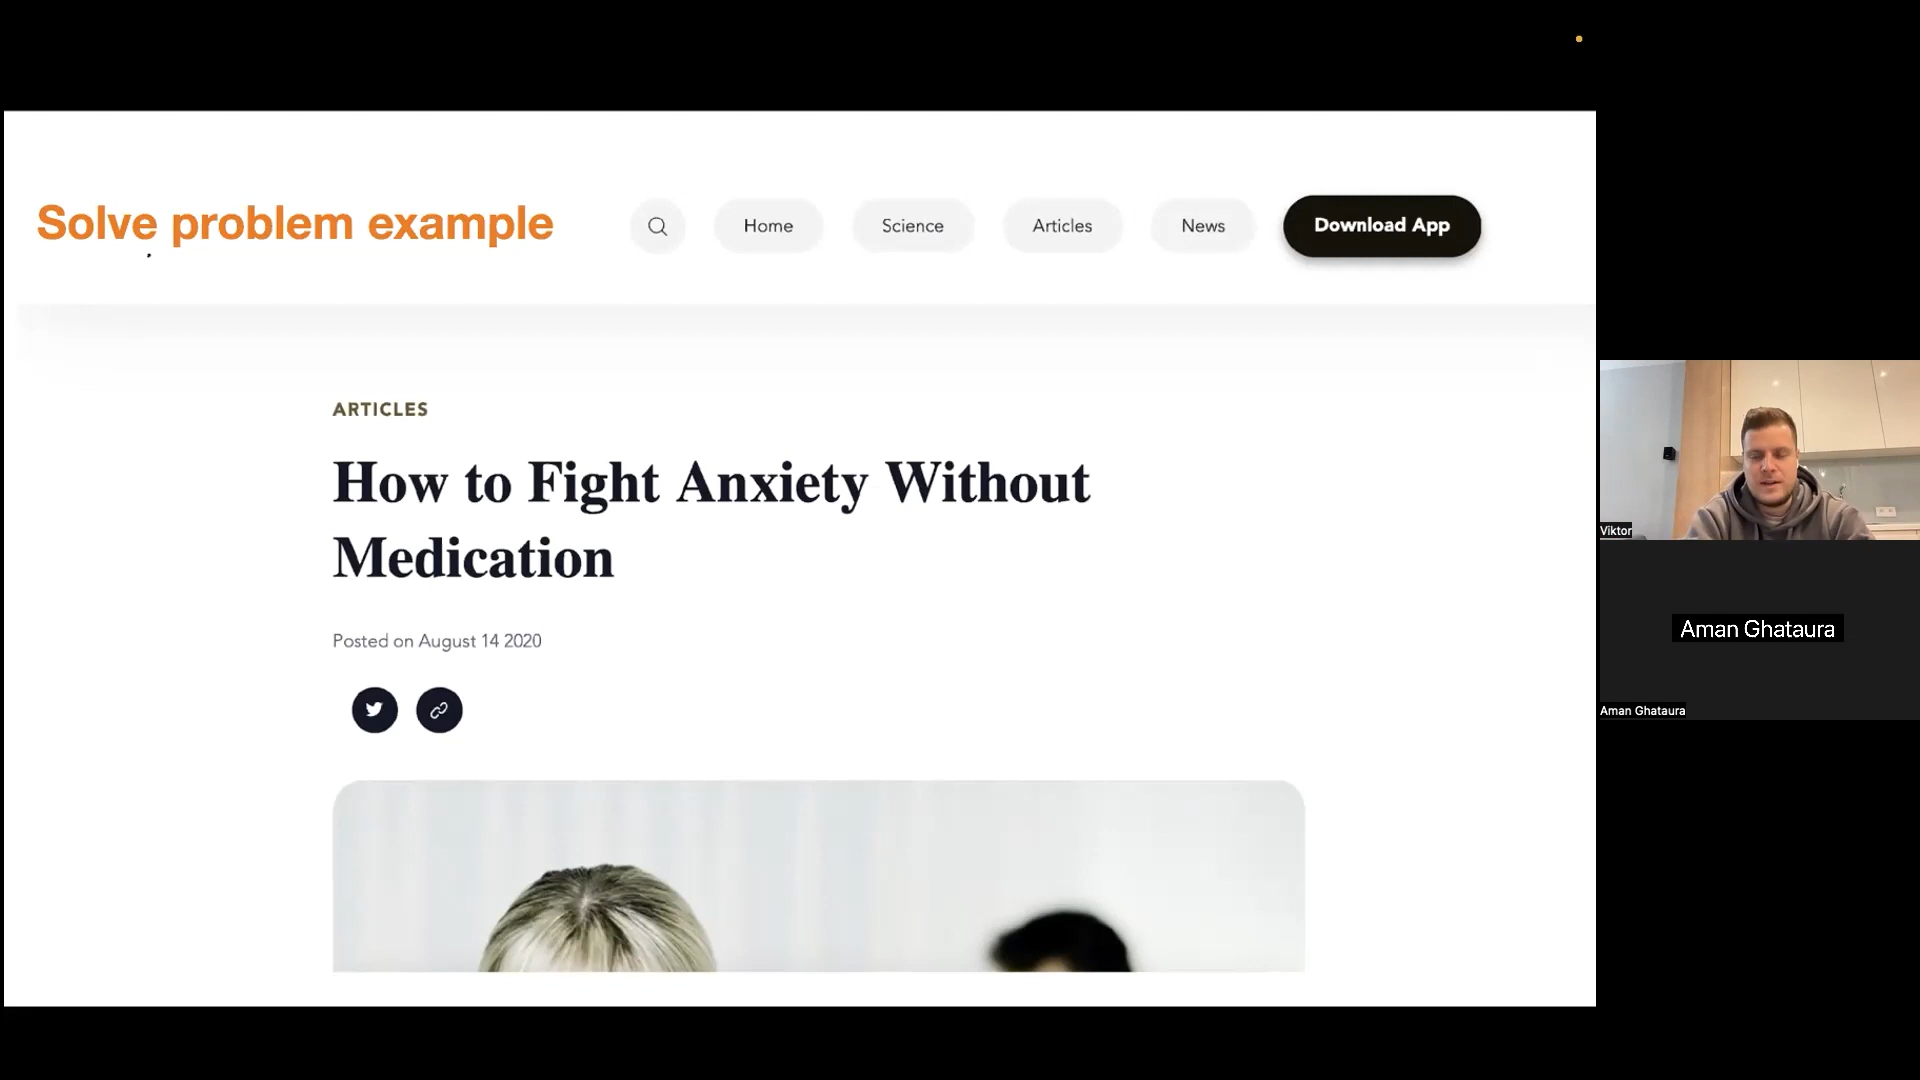 Solve problem example
Home
Science
Articles
News
Download App
ARTICLES
How to Fight Anxiety Without
Medication
Posted on August 14 2020
Viktor
Aman Ghataura
Aman Ghataura